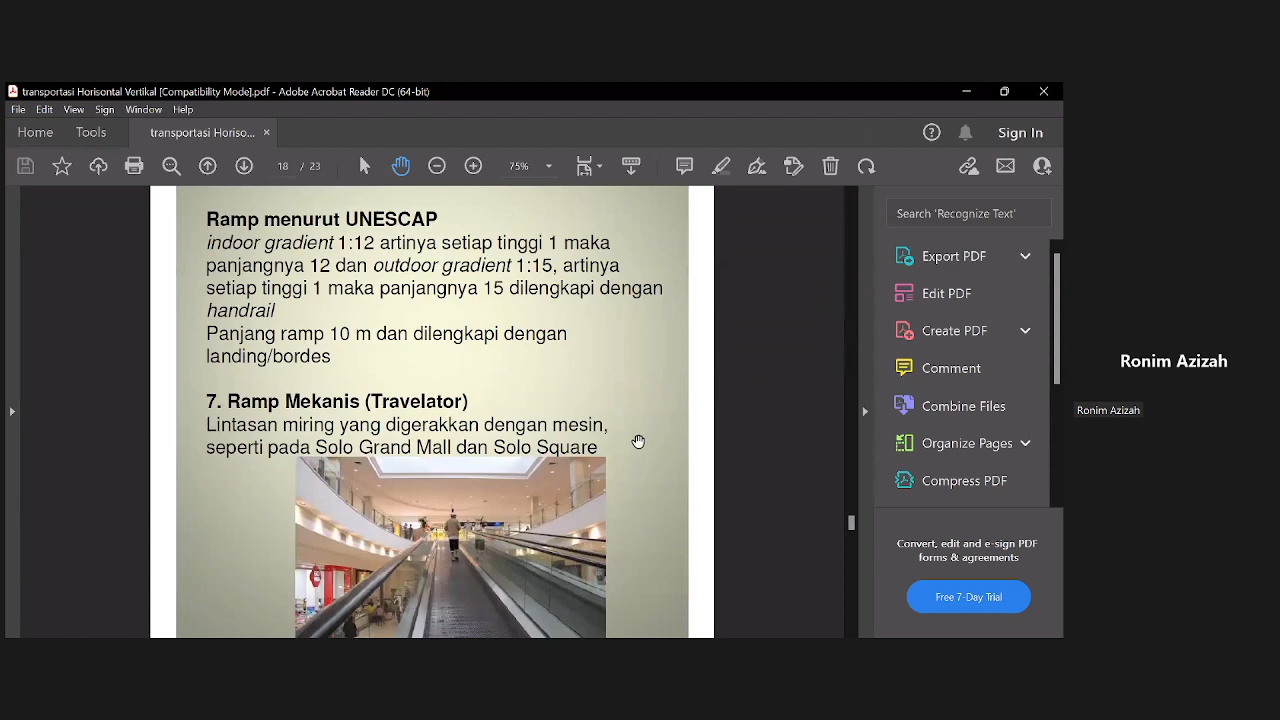 transportasi Horisontal Vertikal [Compatibility Mode].pdf - Adobe Acrobat Reader DC (64-bit)
File Edit View Sign Window Help
Home Tools transportasi Horiso... × Sign In
18 / 23 75%
Ramp menurut UNESCAP
indoor gradient 1:12 artinya setiap tinggi 1 maka
panjangnya 12 dan outdoor gradient 1:15, artinya
setiap tinggi 1 maka panjangnya 15 dilengkapi dengan
handrail
Panjang ramp 10 m dan dilengkapi dengan
landing/bordes
7. Ramp Mekanis (Travelator)
Lintasan miring yang digerakkan dengan mesin,
seperti pada Solo Grand Mall dan Solo Square
Search 'Recognize Text'
Export PDF
Edit PDF
Create PDF
Comment
Combine Files
Organize Pages
Compress PDF
Convert, edit and e-sign PDF
forms & agreements
Free 7-Day Trial
Ronim Azizah
Ronim Azizah